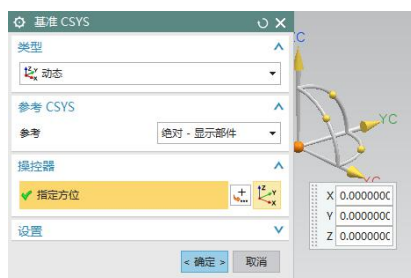 基准 CSYS
类型
动态
参考 CSYS
参考
绝对 - 显示部件
操控器
指定方位
设置
< 确定 >
取消
YC
X 0.0000000
Y 0.0000000
Z 0.0000000